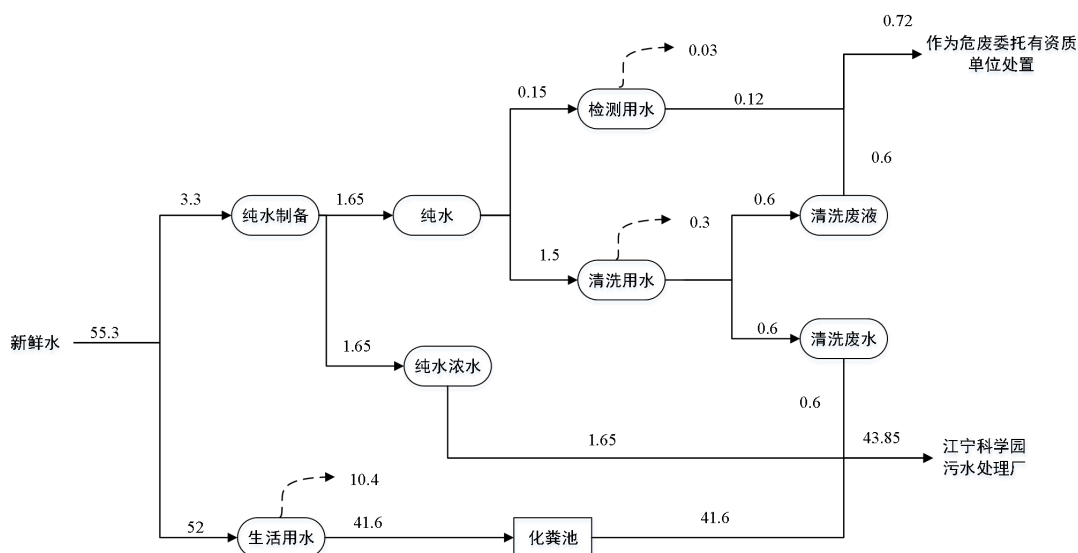 0.72
作为危废委托有资质
单位处置
0.03
0.15
检测用水
0.12
0.6
3.3
纯水制备
1.65
纯水
0.6
清洗废液
0.3
1.5
清洗用水
新鲜水
55.3
0.6
清洗废水
1.65
纯水浓水
0.6
1.65
43.85
江宁科学园
污水处理厂
10.4
52
生活用水
41.6
化粪池
41.6